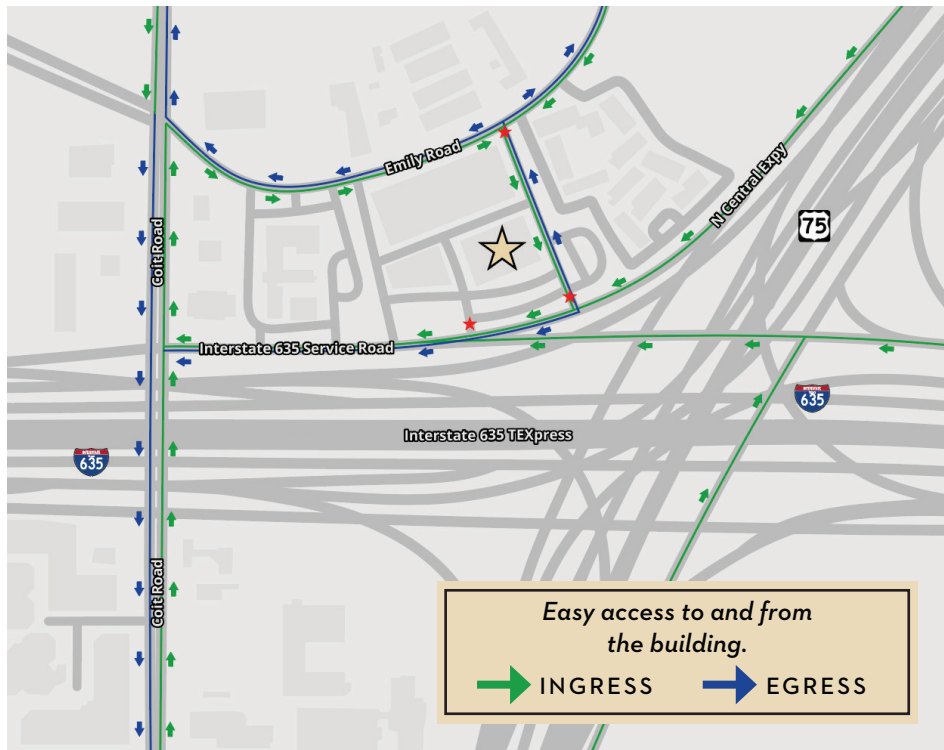 Emily Road
N Central Expy
75
Coit Road
Interstate 635 Service Road
635
Interstate 635 TEXpress
635
Coit Road
Easy access to and from
the building.
INGRESS EGRESS